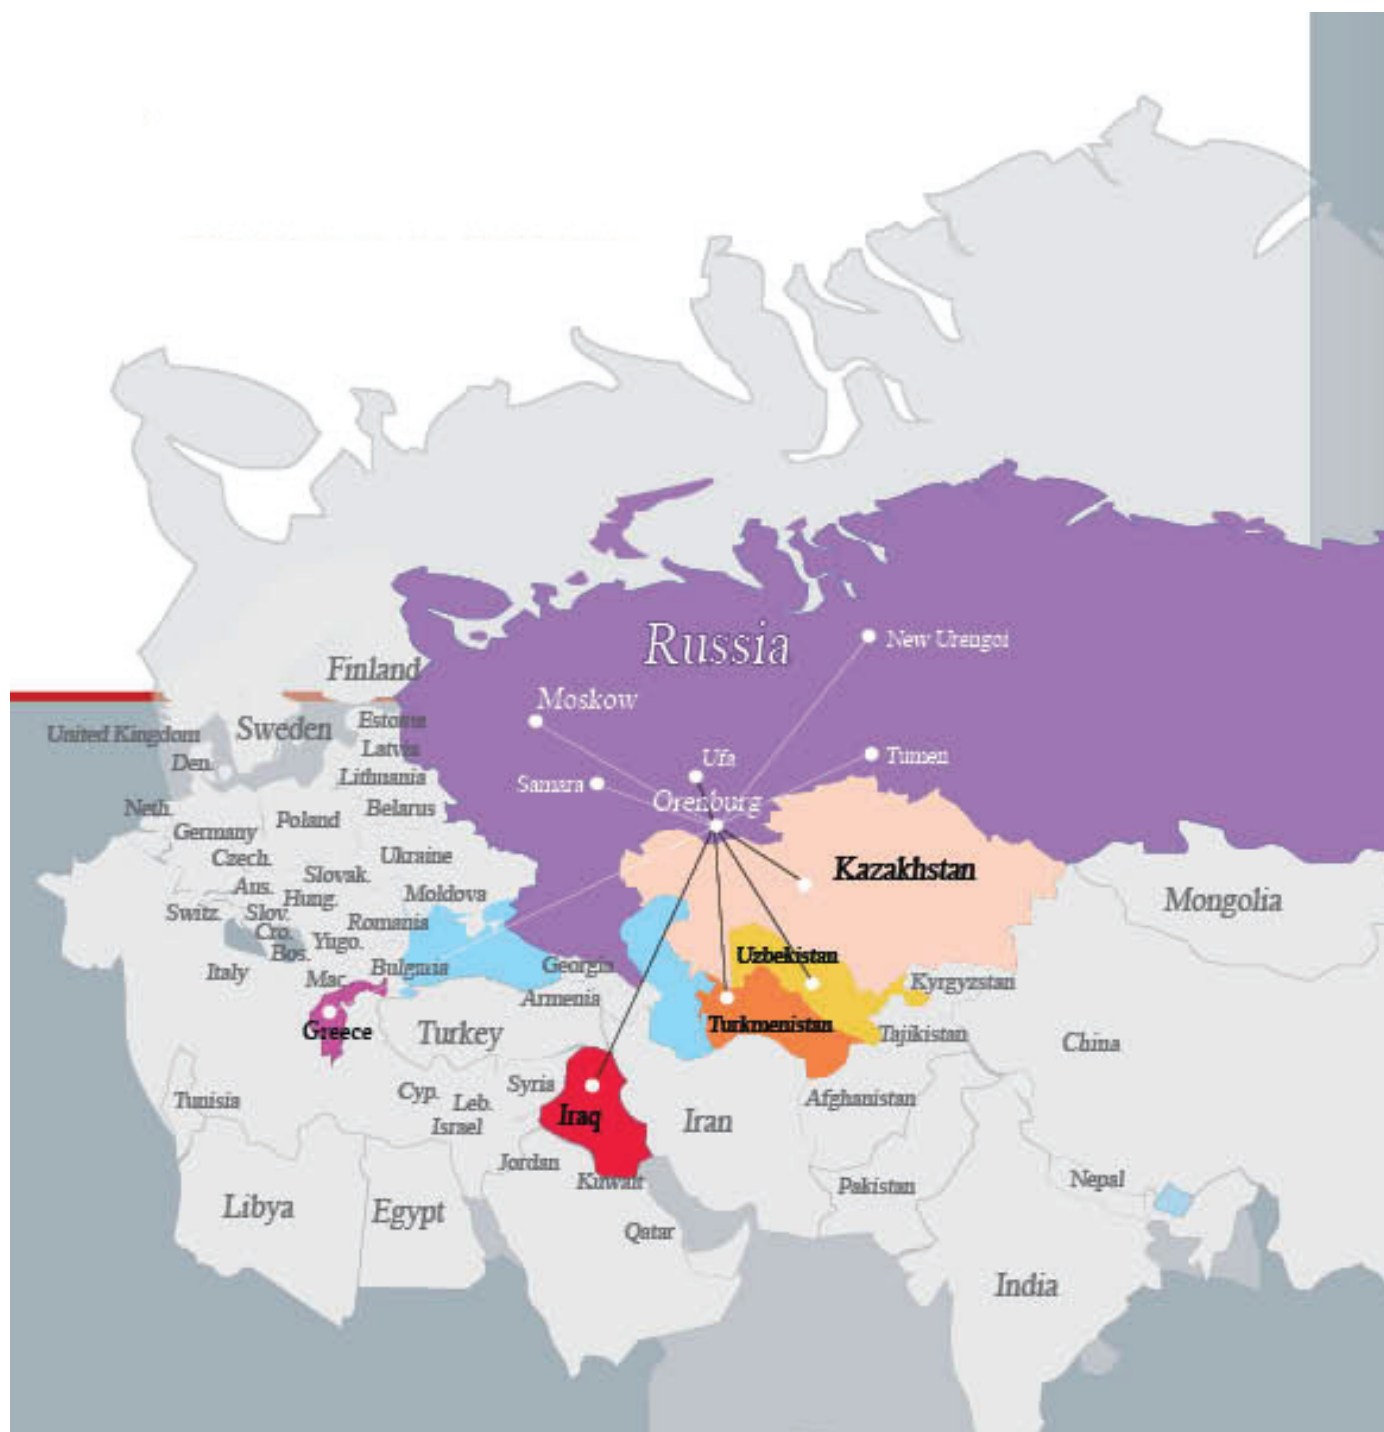 Russia
New Urengoi
Finland
Moskow
Estonia
United Kingdom
Sweden
Latvia
Den.
Ufa
Tumen
Lithuania
Samara
Orenburg
Neth.
Belarus
Poland
Germany
Czech.
Ukraine
Slovak.
Kazakhstan
Aus.
Hung.
Moldova
Mongolia
Switz.
Slov.
Romania
Cro.
Yugo.
Bos.
Uzbekistan
Italy
Bulgaria
Georgia
Mac.
Kyrgyzstan
Armenia
Greece
Turkey
Turkmenistan
Tajikistan
China
Syria
Cyp.
Leb.
Tunisia
Iraq
Iran
Afghanistan
Israel
Jordan
Kuwait
Pakistan
Nepal
Libya
Egypt
Qatar
India